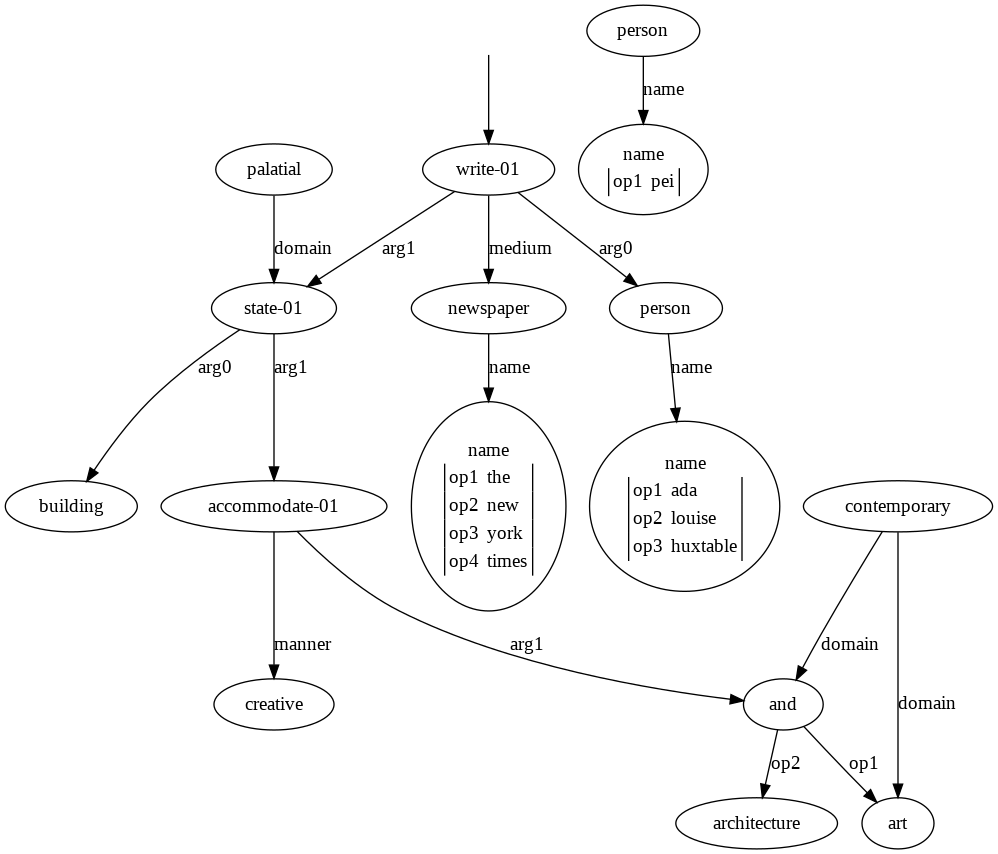 person
name
name
op1 pei
palatial
write-01
domain
arg1
medium
arg0
state-01
newspaper
person
arg0
arg1
name
name
name
op1 the
op2 new
op3 york
op4 times
name
op1 ada
op2 louise
op3 huxtable
building
accommodate-01
contemporary
manner
arg1
domain
domain
creative
and
op2
op1
architecture
art